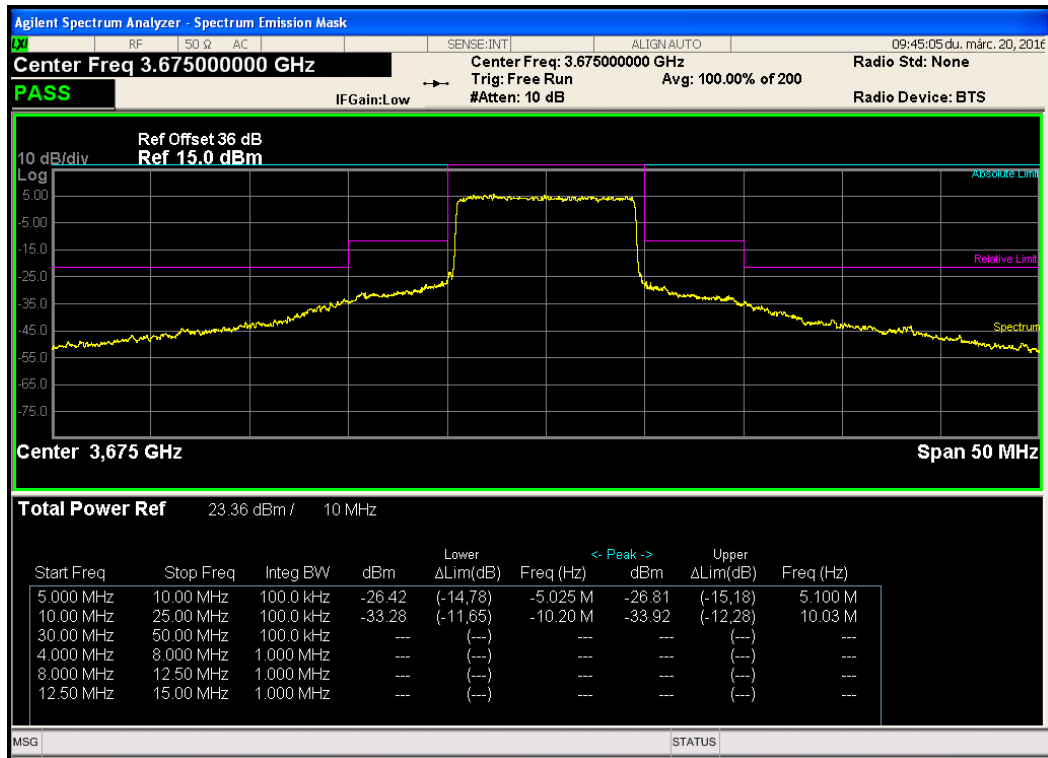 Agilent Spectrum Analyzer - Spectrum Emission Mask
LXI RF 50 Ω AC SENSE:INT ALIGN AUTO 09:45:05 du. márc. 20, 2016
Center Freq 3.675000000 GHz Center Freq: 3.675000000 GHz Radio Std: None
Trig: Free Run Avg: 100.00% of 200
PASS IFGain:Low #Atten: 10 dB Radio Device: BTS
Ref Offset 36 dB
10 dB/div Ref 15.0 dBm
Log Absolute Limit
5.00
-5.00
-15.0
Relative Limit
-25.0
-35.0
-45.0 Spectrum
-55.0
-65.0
-75.0
Center 3,675 GHz Span 50 MHz
Total Power Ref 23.36 dBm / 10 MHz
Lower <- Peak -> Upper
Start Freq Stop Freq Integ BW dBm ΔLim(dB) Freq (Hz) dBm ΔLim(dB) Freq (Hz)
5.000 MHz 10.00 MHz 100.0 kHz -26.42 (-14,78) -5.025 M -26.81 (-15,18) 5.100 M
10.00 MHz 25.00 MHz 100.0 kHz -33.28 (-11,65) -10.20 M -33.92 (-12,28) 10.03 M
30.00 MHz 50.00 MHz 100.0 kHz --- (---) --- --- (---) ---
4.000 MHz 8.000 MHz 1.000 MHz --- (---) --- --- (---) ---
8.000 MHz 12.50 MHz 1.000 MHz --- (---) --- --- (---) ---
12.50 MHz 15.00 MHz 1.000 MHz --- (---) --- --- (---) ---
MSG STATUS